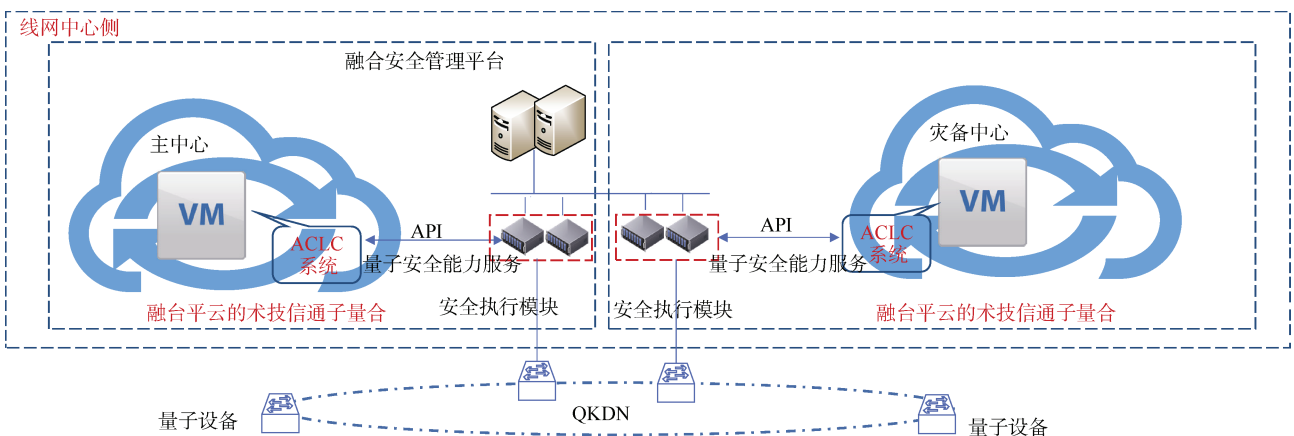 线网中心侧
融合安全管理平台
主中心
灾备中心
VM
VM
ACLC
系统
API
API
ACLC
系统
量子安全能力服务
量子安全能力服务
安全执行模块
安全执行模块
融台平云的术技信通子量合
融台平云的术技信通子量合
QKDN
量子设备
量子设备